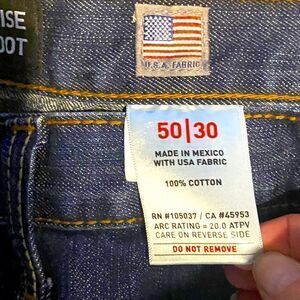 OOT
U.S.A. FABRIC
50|30
MADE IN MEXICO
WITH USA FABRIC
100% COTTON
RN #105037 / CA #45953
ARC RATING = 20.0 ATPV
CARE ON REVERSE SIDE
DO NOT REMOVE